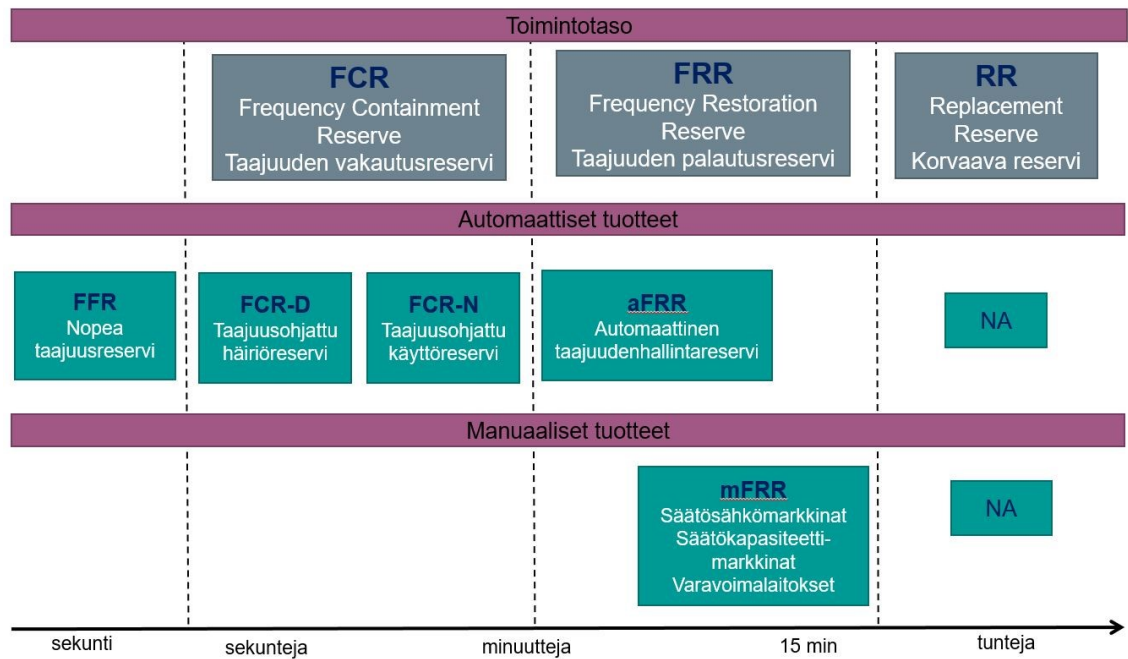 Toimintotaso
FCR
Frequency Containment
Reserve
Taajuuden vakautusreservi
FRR
Frequency Restoration
Reserve
Taajuuden palautusreservi
RR
Replacement
Reserve
Korvaava reservi
Automaattiset tuotteet
FFR
Nopea
taajuusreservi
FCR-D
Taajuusohjattu
häiriöreservi
FCR-N
Taajuusohjattu
käyttöreservi
aFRR
Automaattinen
taajuudenhallintareservi
NA
Manuaaliset tuotteet
mFRR
Säätösähkömarkkinat
Säätökapasiteetti-
markkinat
Varavoimalaitokset
NA
sekunti
sekunteja
minuutteja
15 min
tunteja